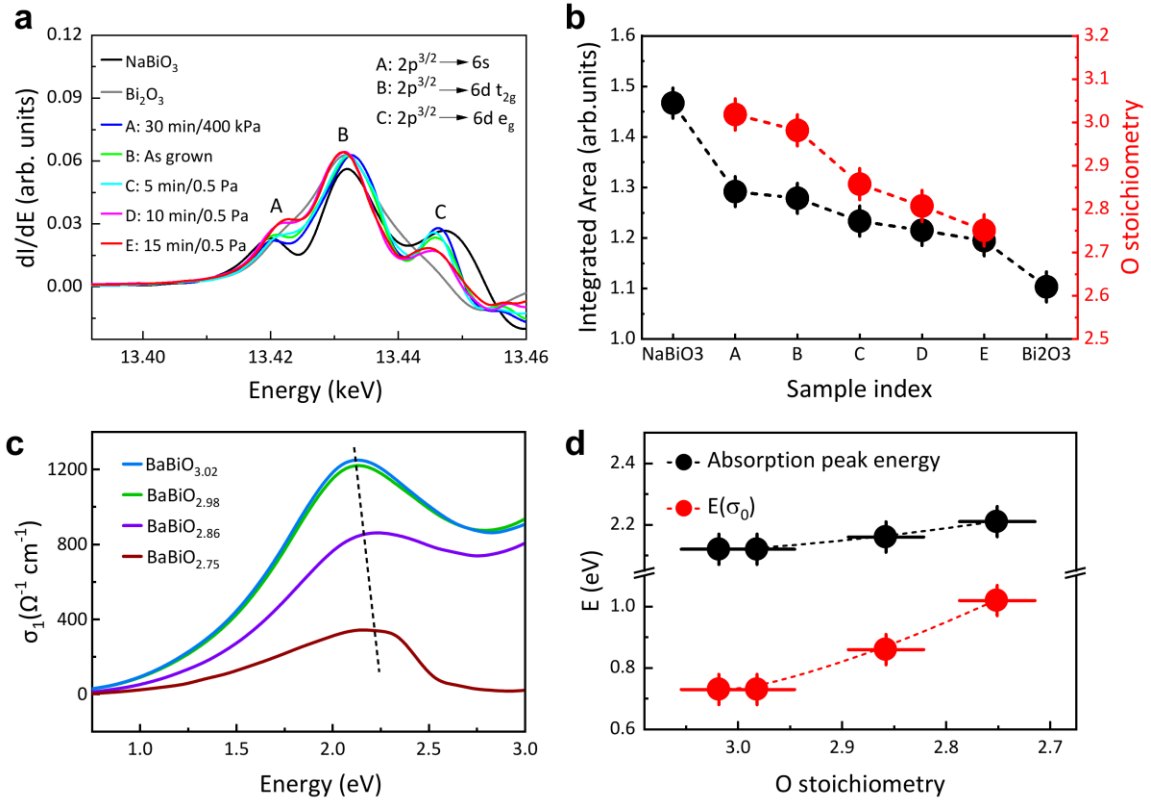 a
0.12
0.09
0.06
0.03
0.00
dI/dE (arb. units)
NaBiO₃
Bi₂O₃
A: 30 min/400 kPa
B: As grown
C: 5 min/0.5 Pa
D: 10 min/0.5 Pa
E: 15 min/0.5 Pa
A: 2p³/² → 6s
B: 2p³/² → 6d t₂g
C: 2p³/² → 6d eg
A
B
C
13.40 13.42 13.44 13.46
Energy (keV)
b
1.6
1.5
1.4
1.3
1.2
1.1
1.0
Integrated Area (arb.units)
3.2
3.1
3.0
2.9
2.8
2.7
2.6
2.5
O stoichiometry
NaBiO3 A B C D E Bi2O3
Sample index
c
1200
800
400
0
σ₁(Ω⁻¹ cm⁻¹)
BaBiO₃.₀₂
BaBiO₂.₉₈
BaBiO₂.₈₆
BaBiO₂.₇₅
1.0 1.5 2.0 2.5 3.0
Energy (eV)
d
2.4
2.2
1.0
0.8
0.6
E (eV)
Absorption peak energy
E(σ₀)
3.0 2.9 2.8 2.7
O stoichiometry